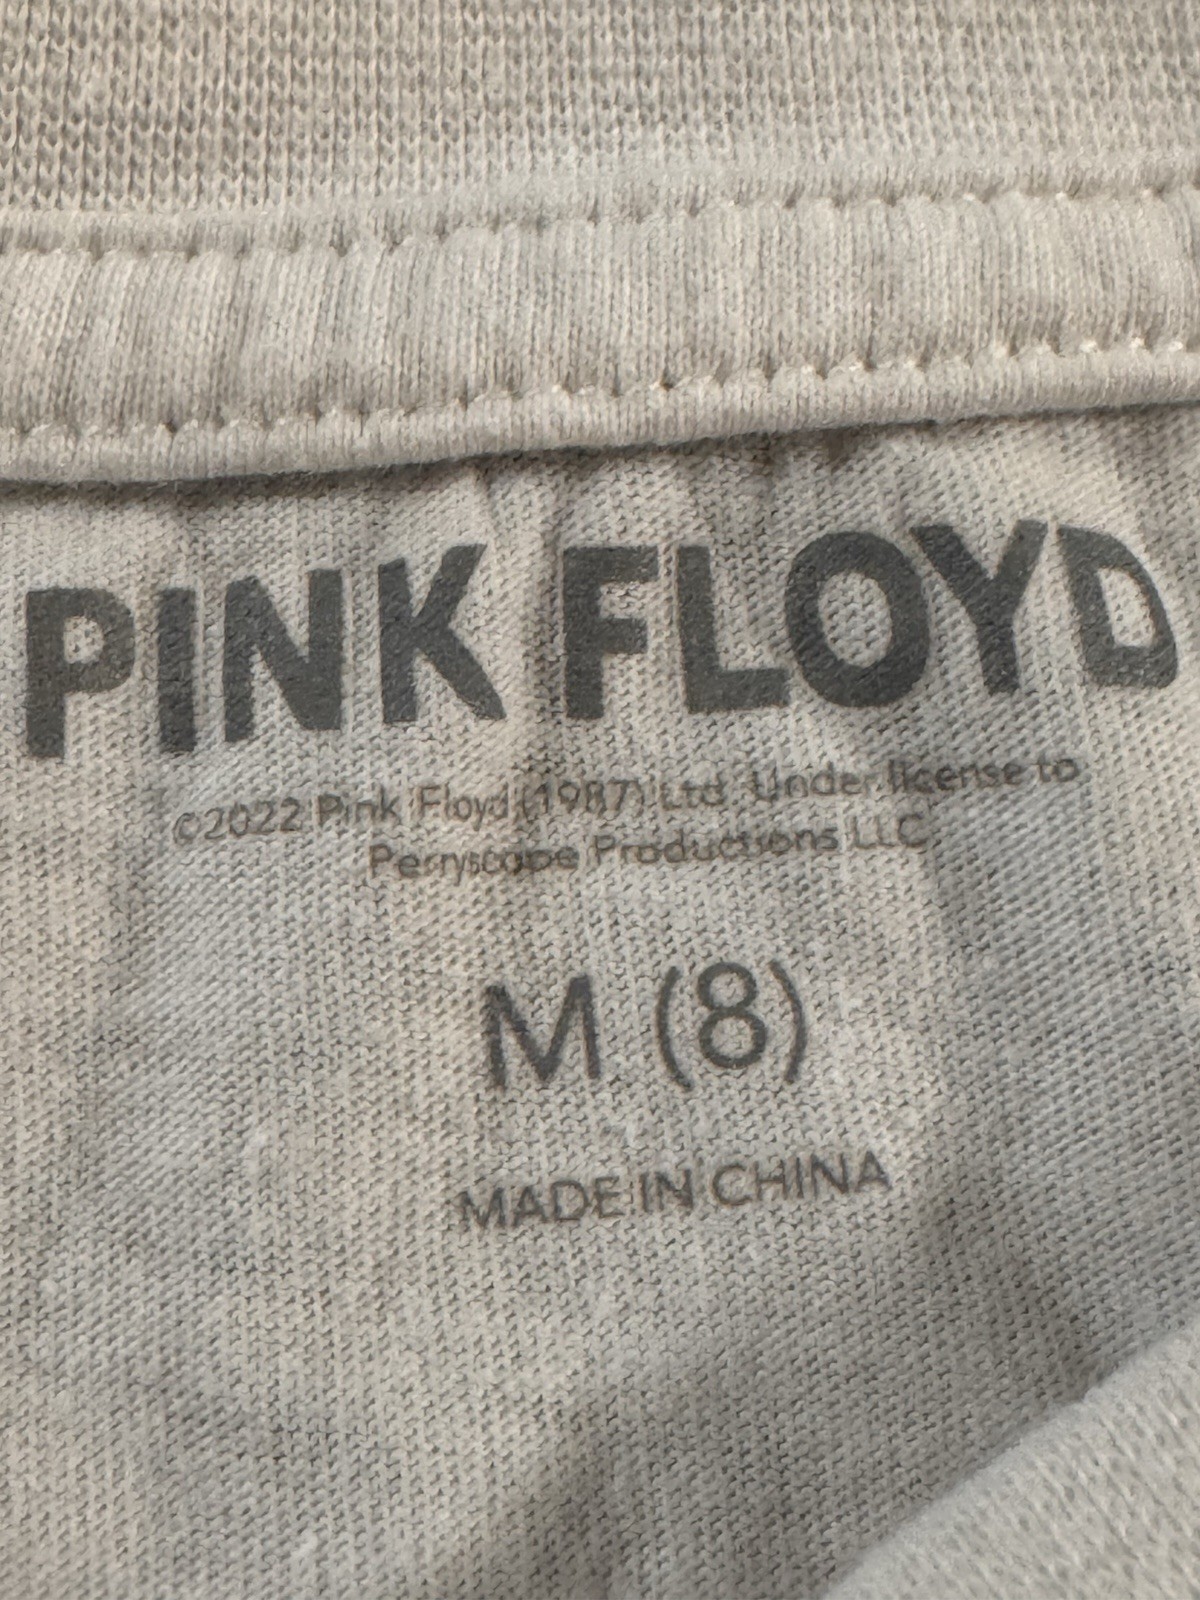 PINK FLOYD
©2022 Pink Floyd (1987) Ltd. Under license to
Perryscope Productions LLC
M (8)
MADE IN CHINA